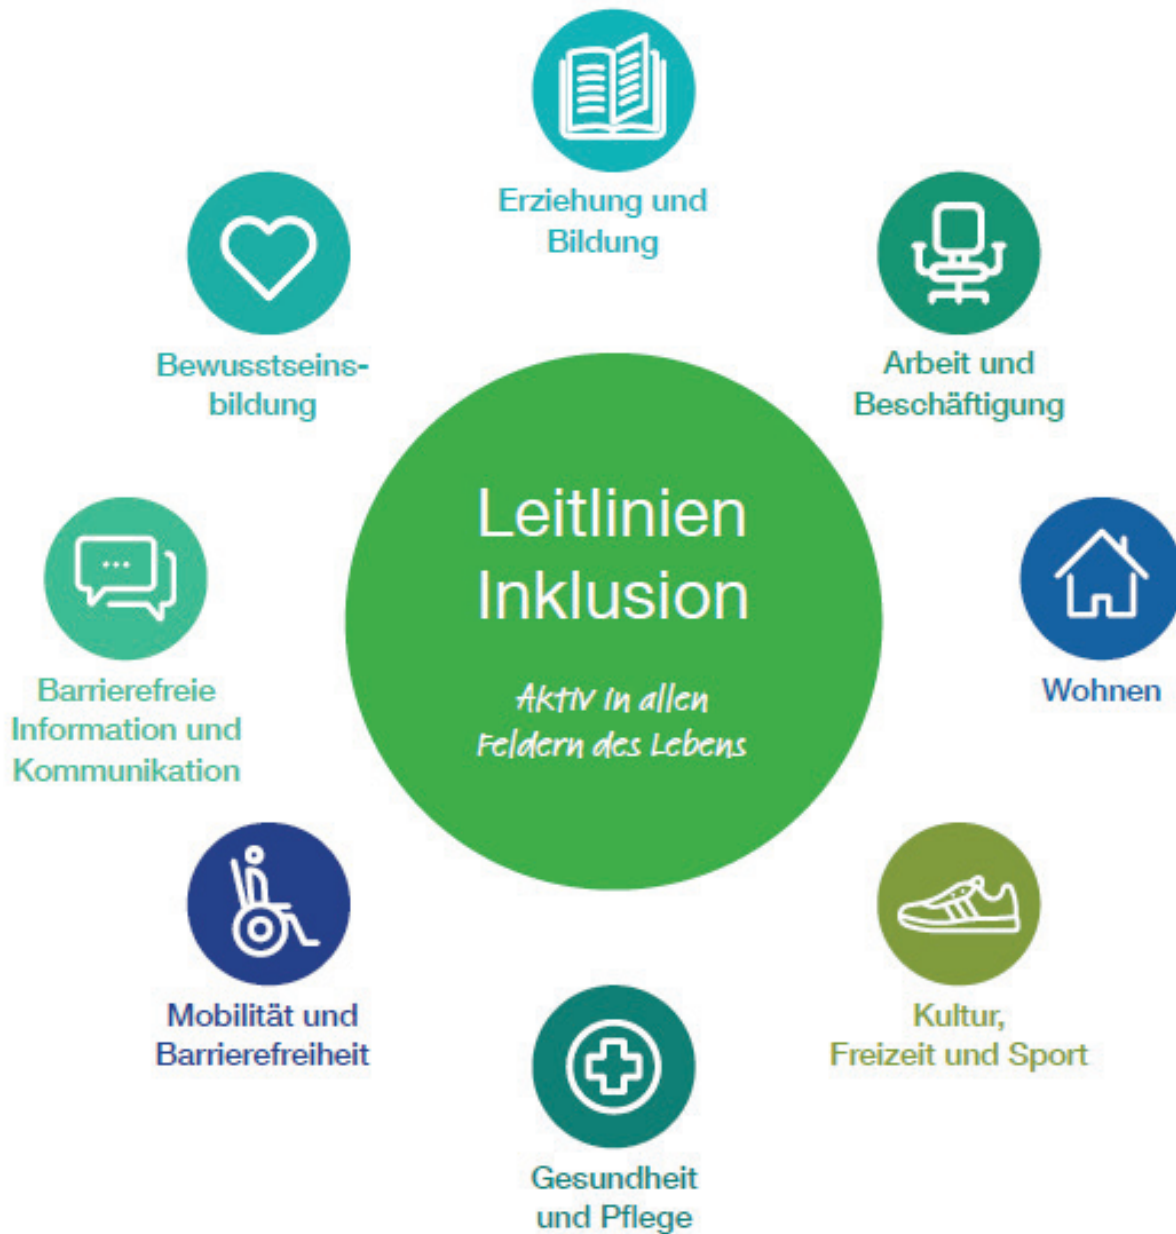 Erziehung und
Bildung
Arbeit und
Beschäftigung
Wohnen
Kultur,
Freizeit und Sport
Gesundheit
und Pflege
Mobilität und
Barrierefreiheit
Barrierefreie
Information und
Kommunikation
Bewusstseins-
bildung
Leitlinien
Inklusion
Aktiv in allen
Feldern des Lebens